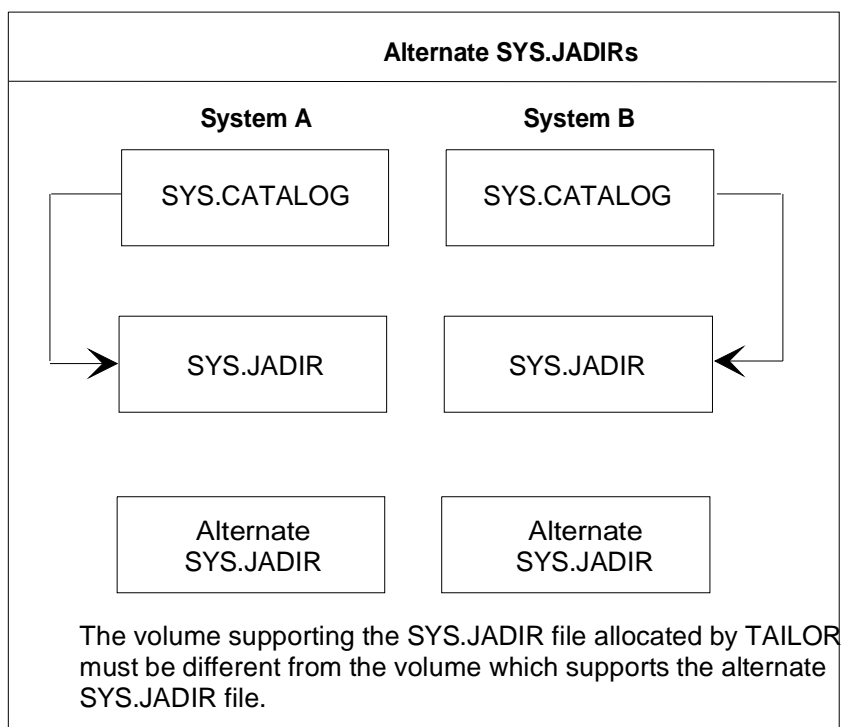 Alternate SYS.JADIRs
System A
System B
SYS.CATALOG
SYS.CATALOG
SYS.JADIR
SYS.JADIR
Alternate
SYS.JADIR
Alternate
SYS.JADIR
The volume supporting the SYS.JADIR file allocated by TAILOR
must be different from the volume which supports the alternate
SYS.JADIR file.